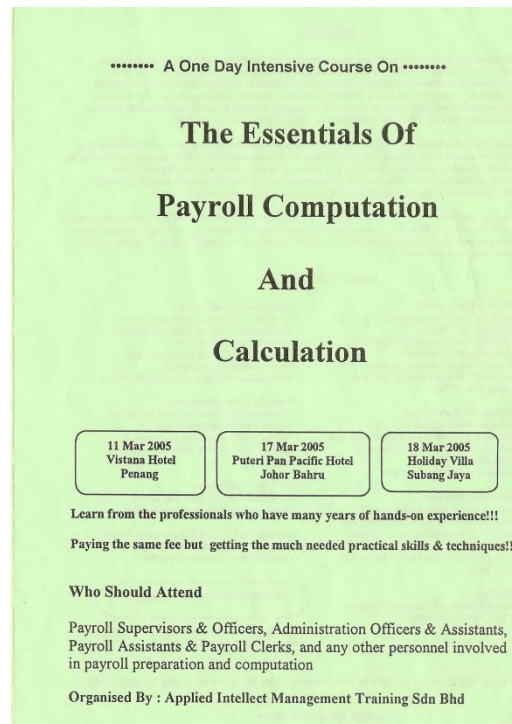 •••••••• A One Day Intensive Course On ••••••••
The Essentials Of
Payroll Computation
And
Calculation
11 Mar 2005
Vistana Hotel
Penang
17 Mar 2005
Puteri Pan Pacific Hotel
Johor Bahru
18 Mar 2005
Holiday Villa
Subang Jaya
Learn from the professionals who have many years of hands-on experience!!!
Paying the same fee but getting the much needed practical skills & techniques!!
Who Should Attend
Payroll Supervisors & Officers, Administration Officers & Assistants,
Payroll Assistants & Payroll Clerks, and any other personnel involved
in payroll preparation and computation
Organised By : Applied Intellect Management Training Sdn Bhd